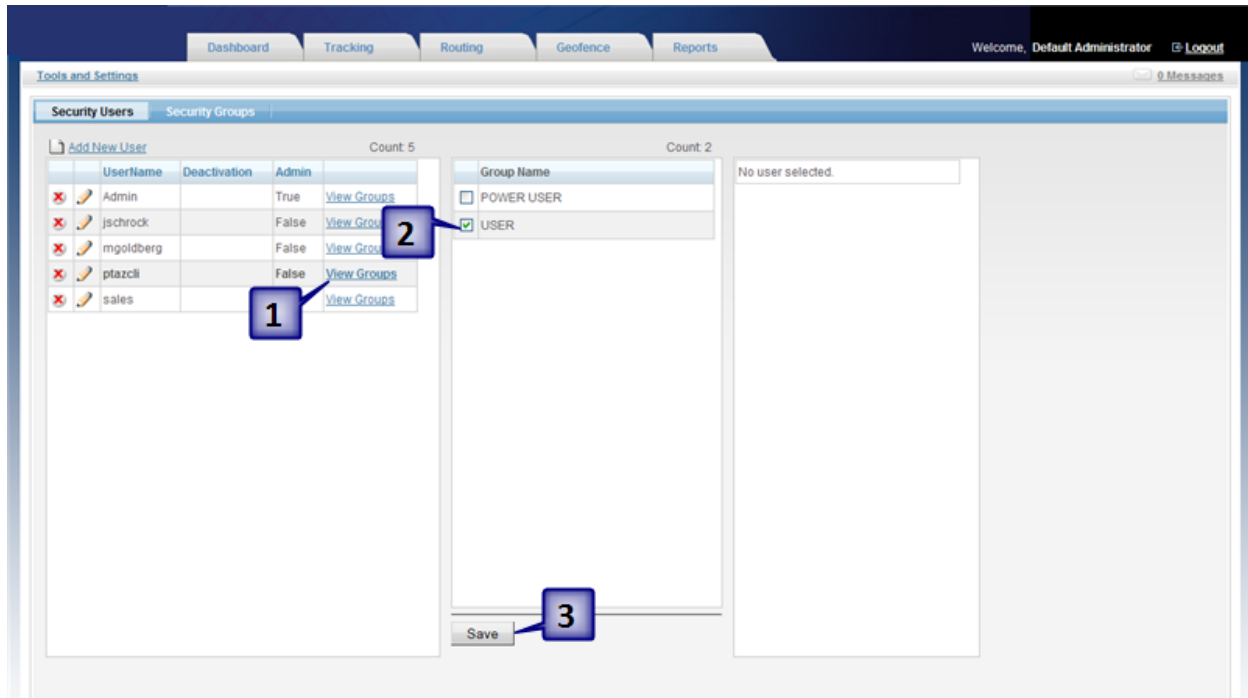 Dashboard Tracking Routing Geofence Reports Welcome, Default Administrator Logout
Tools and Settings 0 Messages
Security Users Security Groups
Add New User Count: 5 Count: 2
UserName Deactivation Admin Group Name No user selected.
Admin True View Groups POWER USER
jschrock False View 2 USER
mgoldberg False View
ptazcli False View Groups
sales 1 View Groups
Save 3